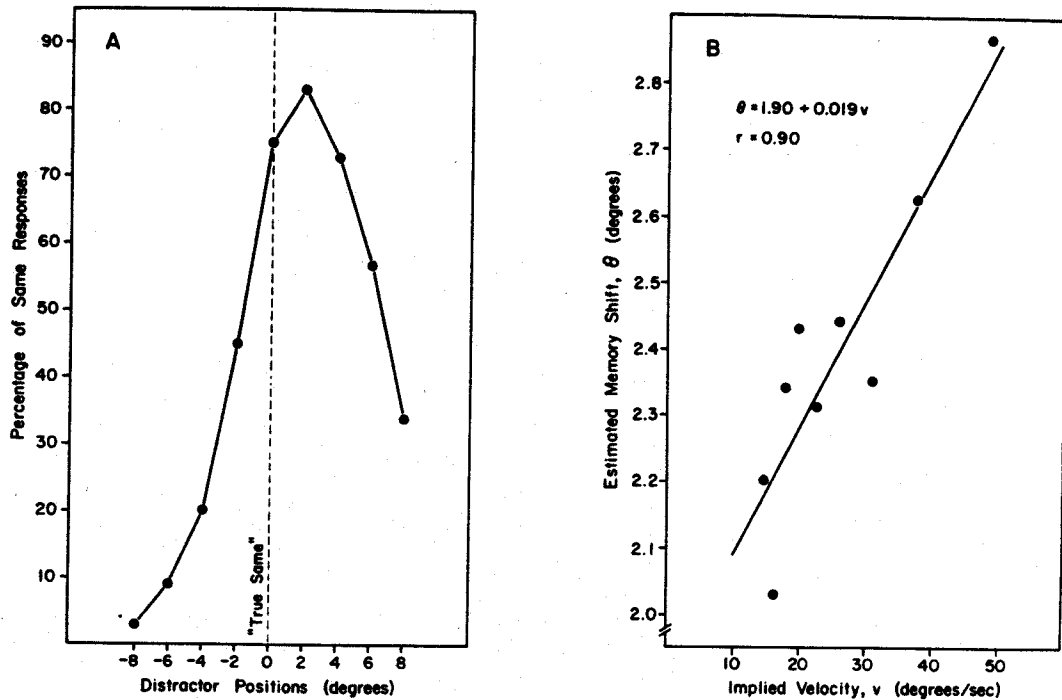 A
90
80
70
60
50
40
30
20
10
Percentage of Same Responses
"True Same"
-8 -6 -4 -2 0 2 4 6 8
Distractor Positions (degrees)
B
θ = 1.90 + 0.019v
r = 0.90
2.8
2.7
2.6
2.5
2.4
2.3
2.2
2.1
2.0
Estimated Memory Shift, θ (degrees)
10 20 30 40 50
Implied Velocity, v (degrees/sec)